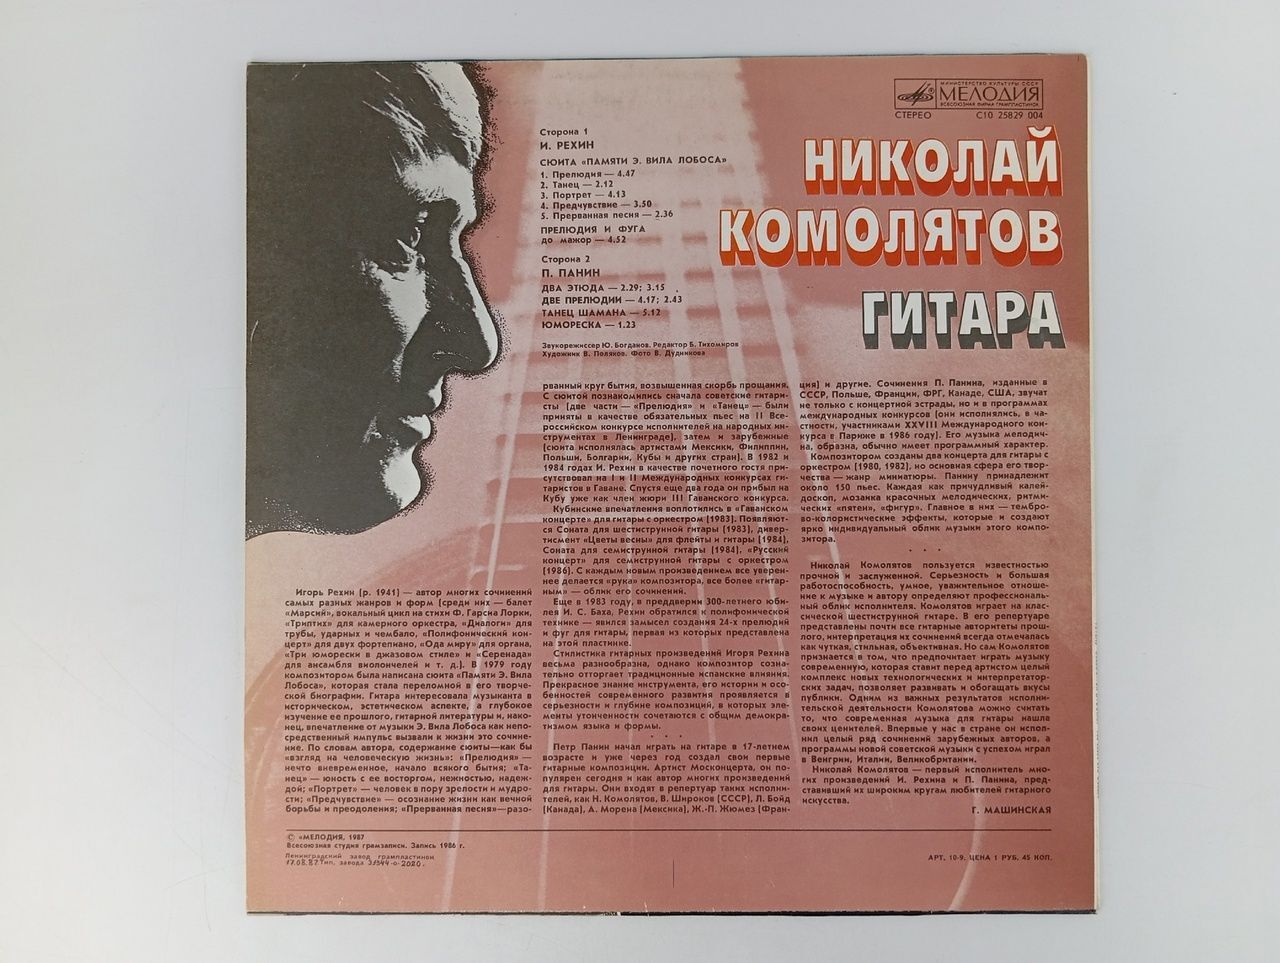 МИНИСТЕРСТВО КУЛЬТУРЫ СССР
МЕЛОДИЯ
ВСЕСОЮЗНАЯ ФИРМА ГРАМПЛАСТИНОК
СТЕРЕО С10 25829 004
НИКОЛАЙ
КОМОЛЯТОВ
ГИТАРА
Сторона 1
И. РЕХИН
СЮИТА «ПАМЯТИ Э. ВИЛА ЛОБОСА»
1. Прелюдия — 4.47
2. Танец — 2.12
3. Портрет — 4.13
4. Предчувствие — 3.50
5. Прерванная песня — 2.36
ПРЕЛЮДИЯ И ФУГА
до мажор — 4.52
Сторона 2
П. ПАНИН
ДВА ЭТЮДА — 2.29; 3.15
ДВЕ ПРЕЛЮДИИ — 4.17; 2.43
ТАНЕЦ ШАМАНА — 5.12
ЮМОРЕСКА — 1.23
Звукорежиссер Ю. Богданов. Редактор Б. Тихомиров
Художник В. Поляков. Фото В. Дудникова
Игорь Рехин (р. 1941) — автор многих сочинений
самых разных жанров и форм [среди них — балет
«Марсий», вокальный цикл на стихи Ф. Гарсиа Лорки,
«Триптих» для камерного оркестра, «Диалоги» для
трубы, ударных и чембало, «Полифонический кон-
церт» для двух фортепиано, «Ода миру» для органа,
«Три юморески в джазовом стиле» и «Серенада»
для ансамбля виолончелей и т. д.]. В 1979 году
композитором была написана сюита «Памяти Э. Вила
Лобоса», которая стала переломной в его творче-
ской биографии. Гитара интересовала музыканта в
историческом, эстетическом аспекте, а глубокое
изучение ее прошлого, гитарной литературы и, нако-
нец, впечатление от музыки Э. Вила Лобоса как непо-
средственный импульс вызвали к жизни это сочине-
ние. По словам автора, содержание сюиты—как бы
«взгляд на человеческую жизнь»: «Прелюдия» —
нечто вневременное, начало всякого бытия; «Та-
нец» — юность с ее восторгом, нежностью, надеж-
дой; «Портрет» — человек в пору зрелости и мудро-
сти; «Предчувствие» — осознание жизни как вечной
борьбы и преодоления; «Прерванная песня»—разо-
рванный круг бытия, возвышенная скорбь прощания.
С сюитой познакомились сначала советские гитари-
сты [две части — «Прелюдия» и «Танец» — были
приняты в качестве обязательных пьес на II Все-
российском конкурсе исполнителей на народных ин-
струментах в Ленинграде], затем и зарубежные
[сюита исполнялась артистами Мексики, Филиппин,
Польши, Болгарии, Кубы и других стран]. В 1982 и
1984 годах И. Рехин в качестве почетного гостя при-
сутствовал на I и II Международных конкурсах ги-
таристов в Гаване. Спустя еще два года он прибыл на
Кубу уже как член жюри III Гаванского конкурса.
Кубинские впечатления воплотились в «Гаванском
концерте» для гитары с оркестром [1983]. Появляют-
ся Соната для шестиструнной гитары [1983], дивер-
тисмент «Цветы весны» для флейты и гитары [1984],
Соната для семиструнной гитары [1984], «Русский
концерт» для семиструнной гитары с оркестром
[1986]. С каждым новым произведением все уверен-
нее делается «рука» композитора, все более «гитар-
ным» — облик его сочинений.
Еще в 1983 году, в преддверии 300-летнего юби-
лея И. С. Баха, Рехин обратился к полифонической
технике — явился замысел создания 24-х прелюдий
и фуг для гитары, первая из которых представлена
на этой пластинке.
Стилистика гитарных произведений Игоря Рехина
весьма разнообразна, однако композитор созна-
тельно отторгает традиционные испанские влияния.
Прекрасное знание инструмента, его истории и осо-
бенностей современного развития проявляется в
серьезности и глубине композиций, в которых эле-
менты утонченности сочетаются с общим демокра-
тизмом языка и формы.
* * *
Петр Панин начал играть на гитаре в 17-летнем
возрасте и уже через год создал свои первые
гитарные композиции. Артист Москонцерта, он по-
пулярен сегодня и как автор многих произведений
для гитары. Они входят в репертуар таких исполни-
телей, как Н. Комолятов, В. Широков [СССР], Л. Бойд
[Канада], А. Морена [Мексика], Ж.-П. Жюмез [Фран-
ция] и другие. Сочинения П. Панина, изданные в
СССР, Польше, Франции, ФРГ, Канаде, США, звучат
не только с концертной эстрады, но и в программах
международных конкурсов [они исполнялись, в ча-
стности, участниками XXVIII Международного кон-
курса в Париже в 1986 году]. Его музыка мелодич-
на, образна, обычно имеет программный характер.
Композитором созданы два концерта для гитары с
оркестром [1980, 1982], но основная сфера его твор-
чества — жанр миниатюры. Панину принадлежит
около 150 пьес. Каждая как причудливый калей-
доскоп, мозаика красочных мелодических, ритми-
ческих «пятен», «фигур». Главное в них — тембро-
во-колористические эффекты, которые и создают
ярко индивидуальный облик музыки этого компо-
зитора.
* * *
Николай Комолятов пользуется известностью
прочной и заслуженной. Серьезность и большая
работоспособность, умное, уважительное отноше-
ние к музыке и автору определяют профессиональ-
ный облик исполнителя. Комолятов играет на клас-
сической шестиструнной гитаре. В его репертуаре
представлены почти все гитарные авторитеты прош-
лого, интерпретация их сочинений всегда отмечалась
как чуткая, стильная, объективная. Но сам Комолятов
признается в том, что предпочитает играть музыку
современную, которая ставит перед артистом целый
комплекс новых технологических и интерпретатор-
ских задач, позволяет развивать и обогащать вкусы
публики. Одним из важных результатов исполни-
тельской деятельности Комолятова можно считать
то, что современная музыка для гитары нашла
своих ценителей. Впервые у нас в стране он испол-
нил целый ряд сочинений зарубежных авторов, а
программы новой советской музыки с успехом играл
в Венгрии, Италии, Великобритании.
Николай Комолятов — первый исполнитель мно-
гих произведений И. Рехина и П. Панина, пред-
ставивший их широким кругам любителей гитарного
искусства.
Г. МАШИНСКАЯ
© «МЕЛОДИЯ, 1987
Всесоюзная студия грамзаписи. Запись 1986 г.
Ленинградский завод грампластинок
17.08.87 Тип. завода З1344-о-2020г.
АРТ. 10-9. ЦЕНА 1 РУБ. 45 КОП.